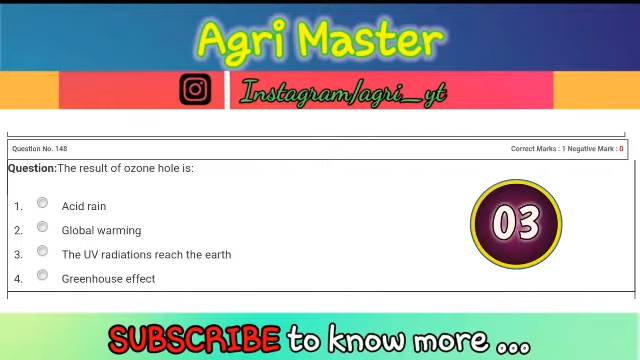 Agri Master
Instagram/agri_yt
Question No. 148 Correct Marks : 1 Negative Mark : 0
Question:The result of ozone hole is:
1. Acid rain
2. Global warming
3. The UV radiations reach the earth
4. Greenhouse effect
03
SUBSCRIBE to know more ...